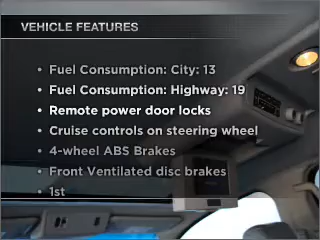 VEHICLE FEATURES
• Fuel Consumption: City: 13
• Fuel Consumption: Highway: 19
• Remote power door locks
• Cruise controls on steering wheel
• 4-wheel ABS Brakes
• Front Ventilated disc brakes
• 1st